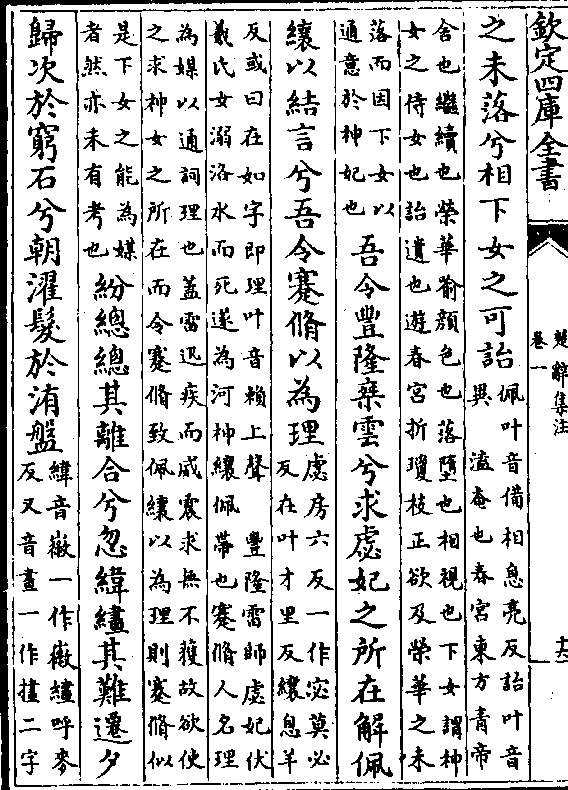 欽定四庫全書
楚辭集注
卷一
十六
之未落兮相下女之可詒
佩叶音備相息亮反詒叶音
異 溘奄也春宮東方青帝
舍也繼續也榮華喻顏色也落墮也相視也下女謂神
女之侍女也詒遺也遊春宮折瓊枝正欲及榮華之未
落而因下女以
通意於神妃也
吾令豐隆椉雲兮求虙妃之所在解佩
纕以結言兮吾令蹇脩以為理
虙房六反一作宓莫必
反在叶才里反纕息羊
反或曰在如字即理叶音賴上聲 豐隆雷師虙妃伏
羲氏女溺洛水而死遂為河神纕佩帶也蹇脩人名理
為媒以通詞理也蓋雷迅疾而威震求無不獲故欲使
之求神女之所在而令蹇脩致佩纕以為理則蹇脩似
是下女之能為媒
者然亦未有考也
紛總總其離合兮忽緯繣其難遷夕
歸次於窮石兮朝濯髮於洧盤
緯音徽一作徽繣呼麥
反又音畫一作㩇二字